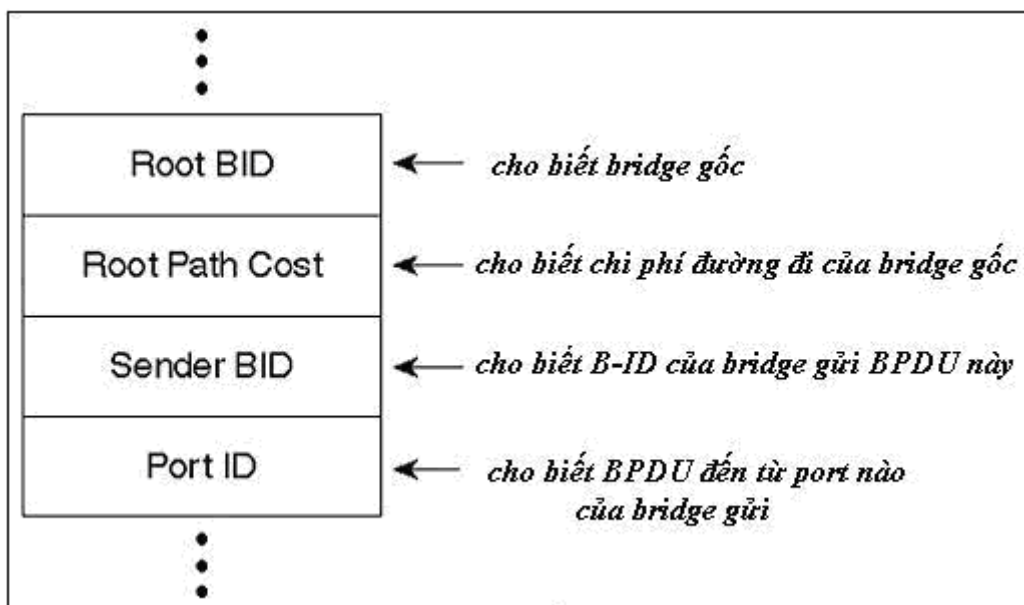 Root BID
cho biết bridge gốc
Root Path Cost
cho biết chi phí đường đi của bridge gốc
Sender BID
cho biết B-ID của bridge gửi BPDU này
Port ID
cho biết BPDU đến từ port nào
của bridge gửi